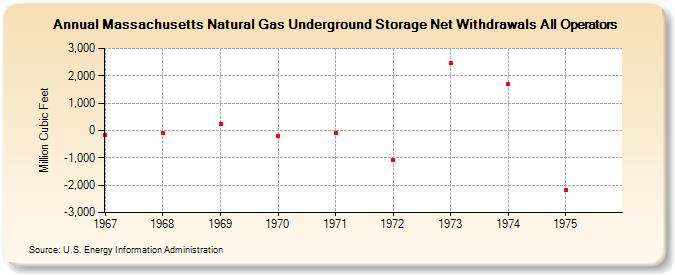 Annual Massachusetts Natural Gas Underground Storage Net Withdrawals All Operators
Million Cubic Feet
3,000
2,000
1,000
0
-1,000
-2,000
-3,000
1967 1968 1969 1970 1971 1972 1973 1974 1975
Source: U.S. Energy Information Administration